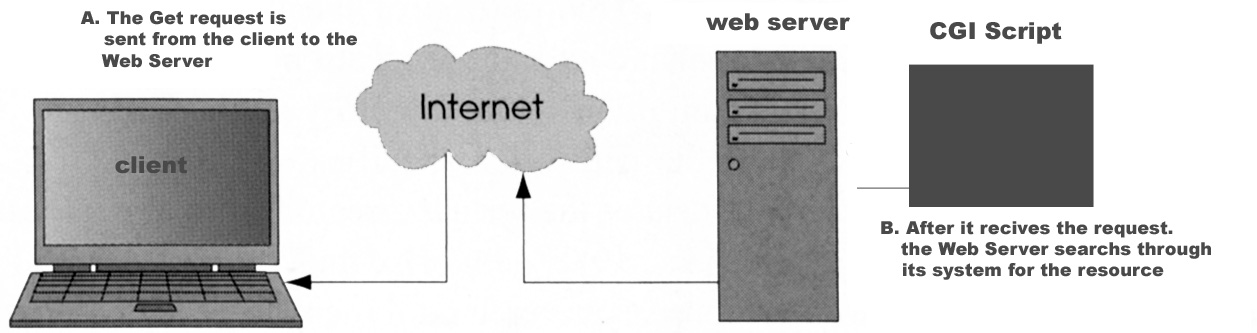 A. The Get request is
sent from the client to the
Web Server
web server
CGI Script
Internet
client
B. After it recives the request.
the Web Server searchs through
its system for the resource